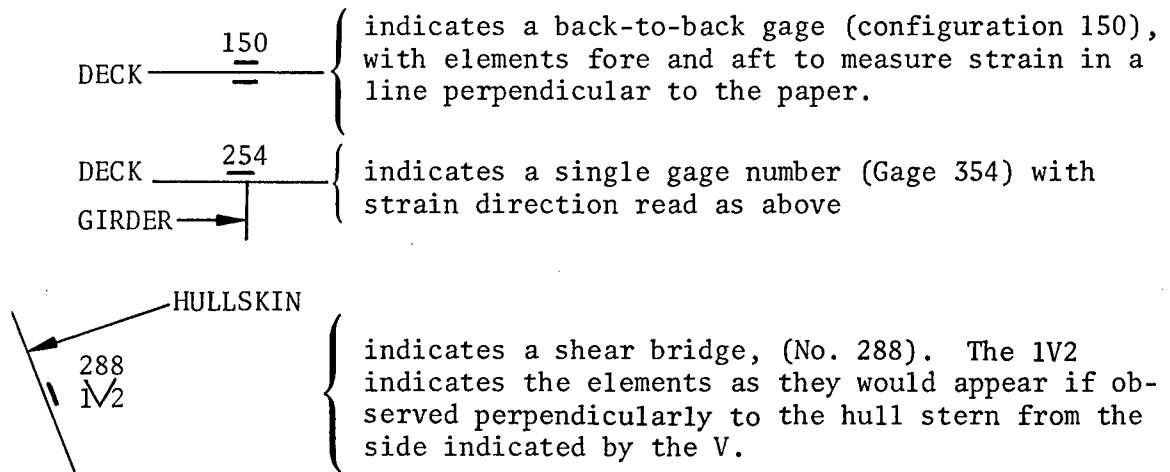 150
DECK
indicates a back-to-back gage (configuration 150),
with elements fore and aft to measure strain in a
line perpendicular to the paper.
254
DECK
GIRDER
indicates a single gage number (Gage 354) with
strain direction read as above
HULLSKIN
288
1V2
indicates a shear bridge, (No. 288). The 1V2
indicates the elements as they would appear if ob-
served perpendicularly to the hull stern from the
side indicated by the V.